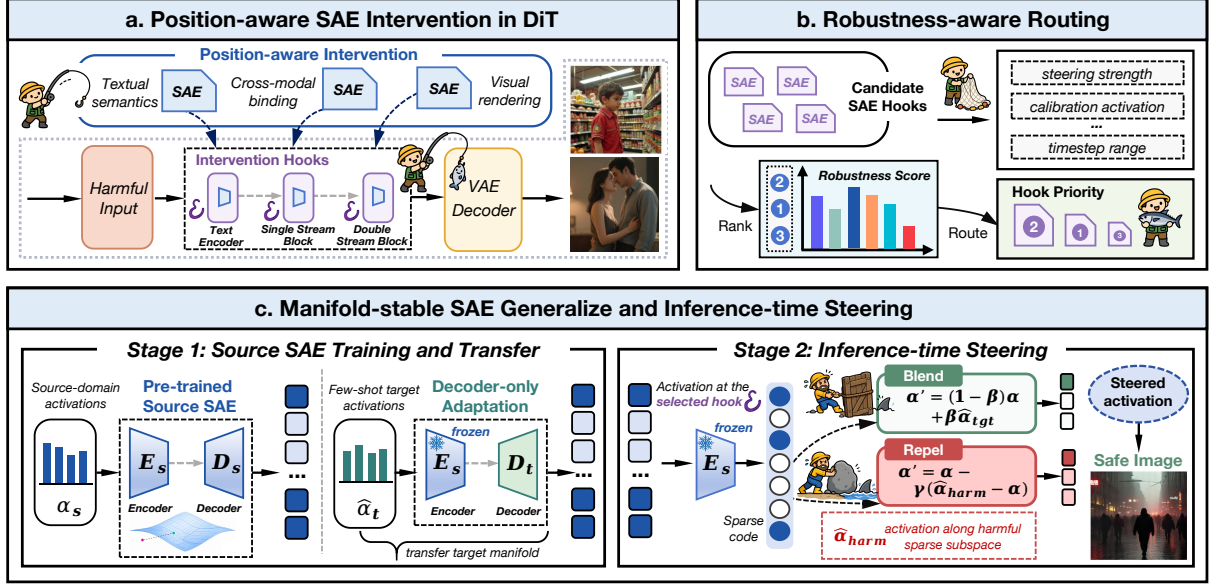 a. Position-aware SAE Intervention in DiT
Position-aware Intervention
Textual
semantics
SAE
Cross-modal
binding
SAE
SAE
Visual
rendering
Harmful
Input
Intervention Hooks
Text
Encoder
Single Stream
Block
Double
Stream Block
VAE
Decoder
b. Robustness-aware Routing
SAE
SAE
SAE
SAE
Candidate
SAE Hooks
steering strength
calibration activation
...
timestep range
Rank
2
1
3
Robustness Score
Route
Hook Priority
2
1
3
c. Manifold-stable SAE Generalize and Inference-time Steering
Stage 1: Source SAE Training and Transfer
Source-domain
activations
α_s
Pre-trained
Source SAE
E_s
D_s
Encoder
Decoder
...
Few-shot target
activations
α̂_t
Decoder-only
Adaptation
frozen
E_s
D_t
Encoder
Decoder
transfer target manifold
...
Stage 2: Inference-time Steering
...
Activation at the
selected hook ℰ
frozen
E_s
Sparse
code
Blend
α′ = (1 − β)α
+ βα̂_tgt
Repel
α′ = α −
γ(α̂_harm − α)
α̂_harm activation along harmful
sparse subspace
Steered
activation
Safe Image